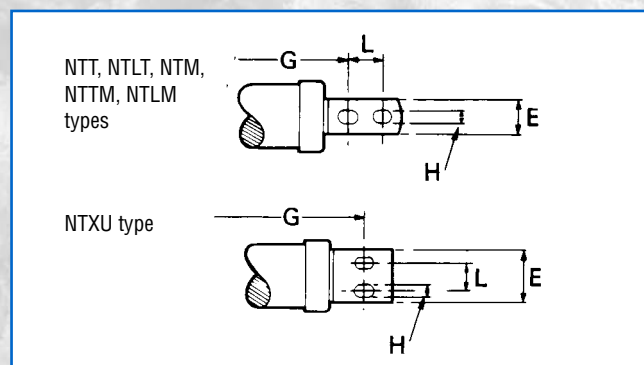 NTT, NTLT, NTM,
NTTM, NTLM
types
G
L
E
H
NTXU type
G
L
E
H